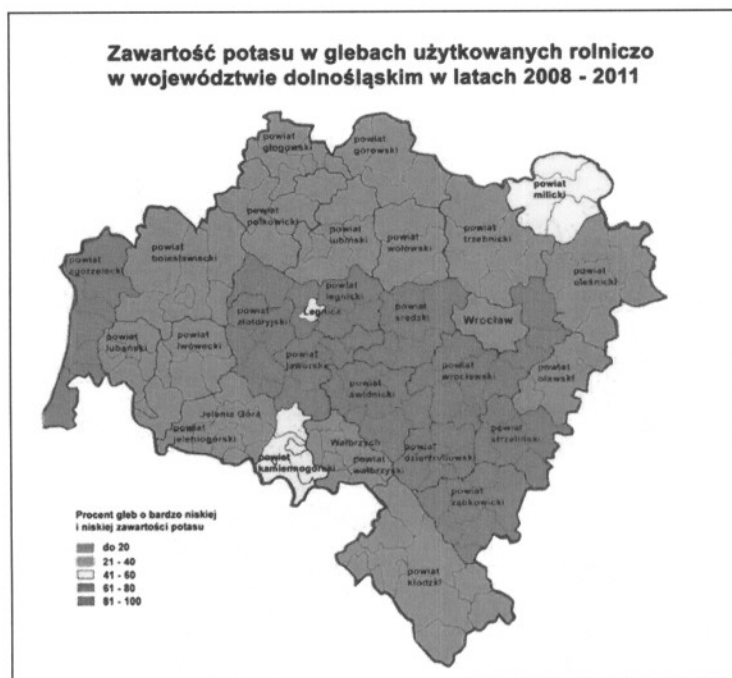 Zawartość potasu w glebach użytkowanych rolniczo
w województwie dolnośląskim w latach 2008 - 2011
powiat
głogowski
powiat
górowski
powiat
milicki
powiat
polkowicki
powiat
lubiński
powiat
wołowski
powiat
trzebnicki
powiat
zgorzelecki
powiat
bolesławiecki
powiat
oleśnicki
powiat
legnicki
Legnica
powiat
złotoryjski
powiat
średzki
Wrocław
powiat
lubański
powiat
lwówecki
powiat
jaworski
powiat
wrocławski
powiat
oławski
powiat
świdnicki
Jelenia Góra
powiat
jeleniogórski
powiat
kamiennogórski
Wałbrzych
powiat
wałbrzyski
powiat
dzierżoniowski
powiat
strzeliński
powiat
ząbkowicki
powiat
kłodzki
Procent gleb o bardzo niskiej
i niskiej zawartości potasu
do 20
21 - 40
41 - 60
61 - 80
81 - 100